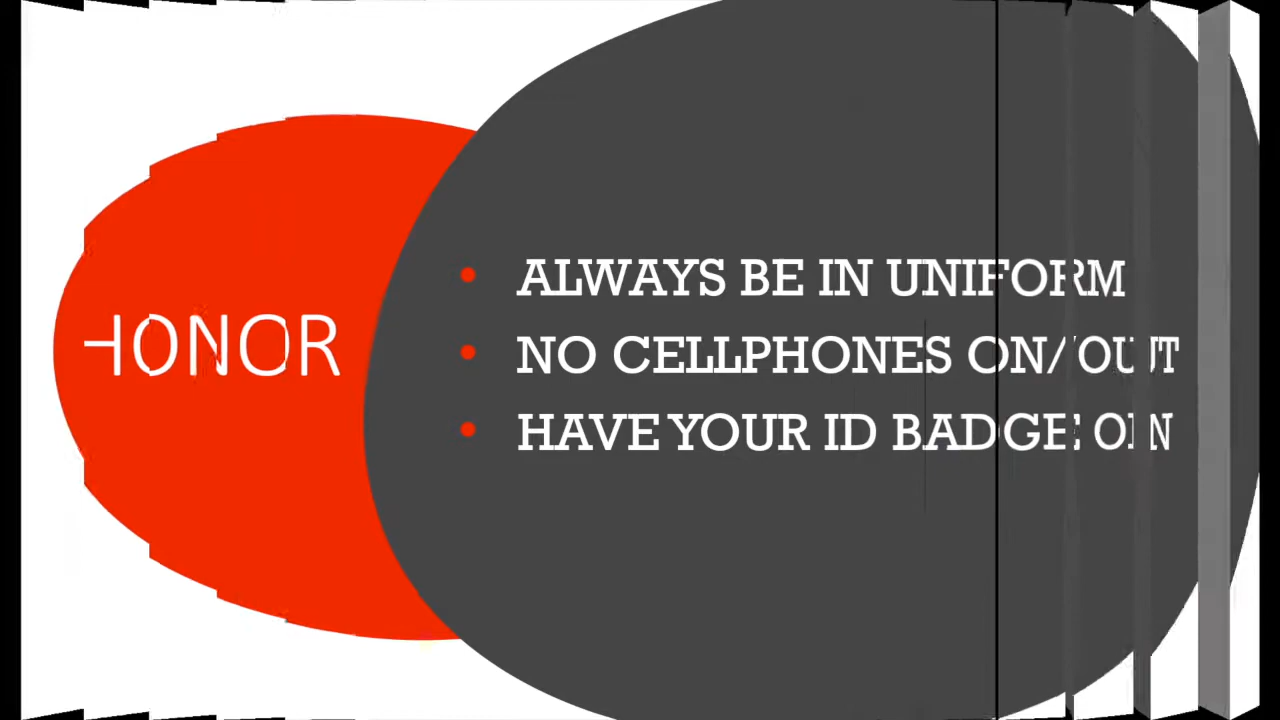 HONOR
• ALWAYS BE IN UNIFORM
• NO CELLPHONES ON/OUT
• HAVE YOUR ID BADGE ON